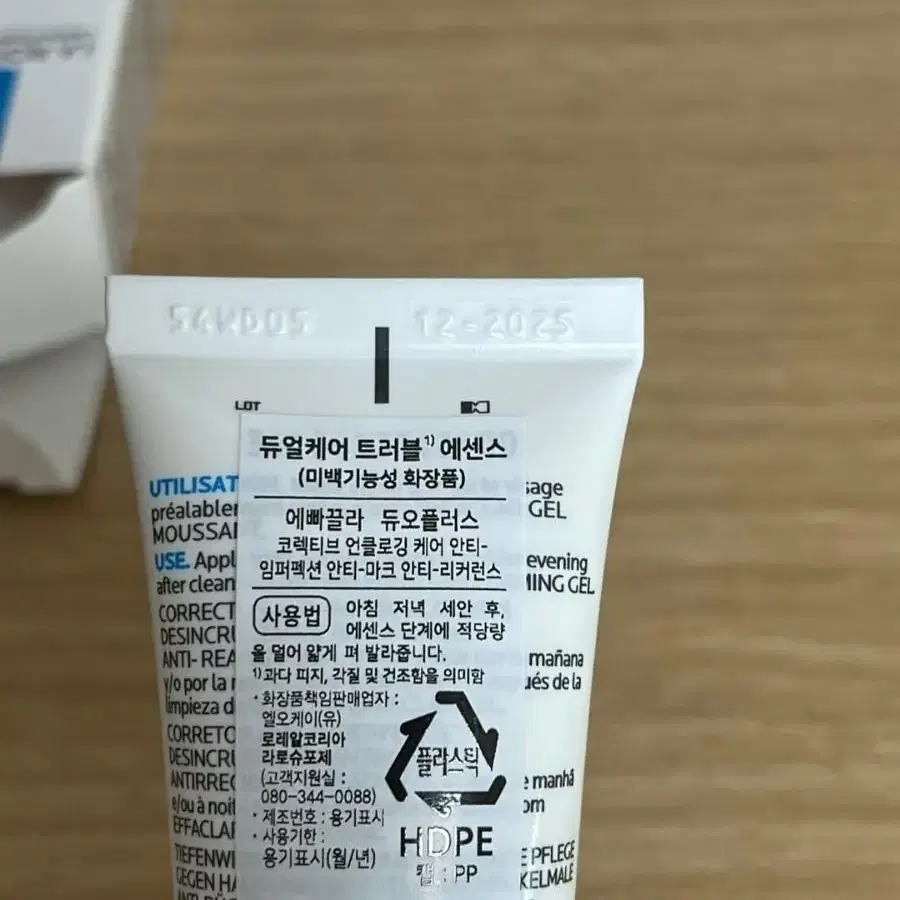 54WD05 12-2025
LOT
듀얼케어 트러블¹⁾ 에센스
(미백기능성 화장품)
에빠끌라 듀오플러스
코렉티브 언클로깅 케어 안티-
임퍼펙션 안티-마크 안티-리커런스
사용법 아침 저녁 세안 후,
에센스 단계에 적당량
을 덜어 얇게 펴 발라줍니다.
¹⁾과다 피지, 각질 및 건조함을 의미함
· 화장품책임판매업자 :
엘오케이(유)
로레알코리아
라로슈포제
(고객지원실 :
080-344-0088)
· 제조번호 : 용기표시
· 사용기한 :
용기표시(월/년)
플라스틱
HDPE
캡 : PP
UTILISAT
préalable
MOUSSA
USE. Appl
after clean
CORRECT
DESINCRU
ANTI-REA
y/o por la
limpieza d
CORRETO
DESINCRU
ANTIRREC
e/ou à noi
EFFACLA
TIEFENWI
GEGEN HA
sage
GEL
evening
MING GEL
mañana
ués de la
e manhã
om
E PFLEGE
KELMALE